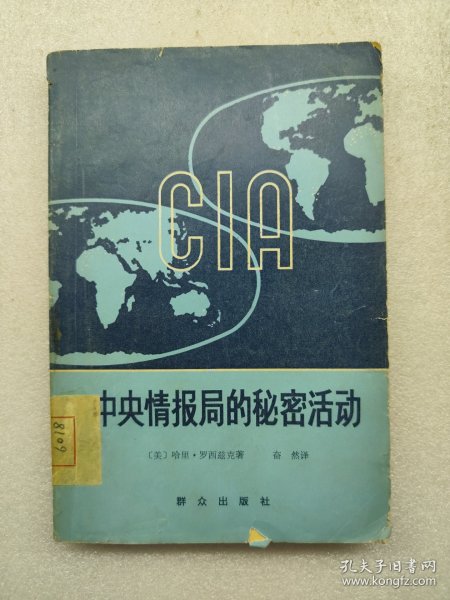 CIA
中央情报局的秘密活动
8109
〔美〕哈里·罗西兹克著 奋然译
群众出版社
孔夫子旧书网
www.kongfz.com